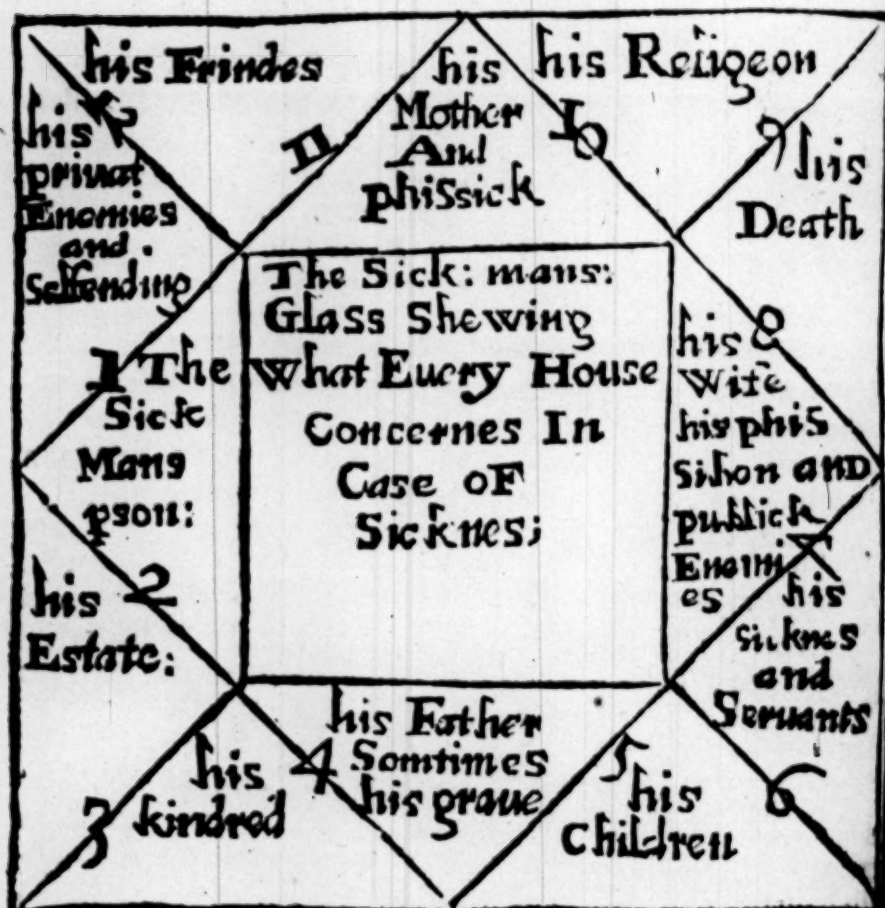 The Sick: mans:
Glass Shewing
What Euery House
Concernes In
Case of
Sicknes;
1 The
Sick
Mans
pson:
2
his
Estate:
3
his
kindred
4
his Father
Somtimes
his graue
5
his
Children
6
his
sicknes
and
Seruants
7
his
Wife
his phis
sihon and
publick
Enemi
es
8
his
Death
9
his Religeon
10
his
Mother
And
phissick
11
his Frindes
12
his
privat
Enemies
and.
Selfending